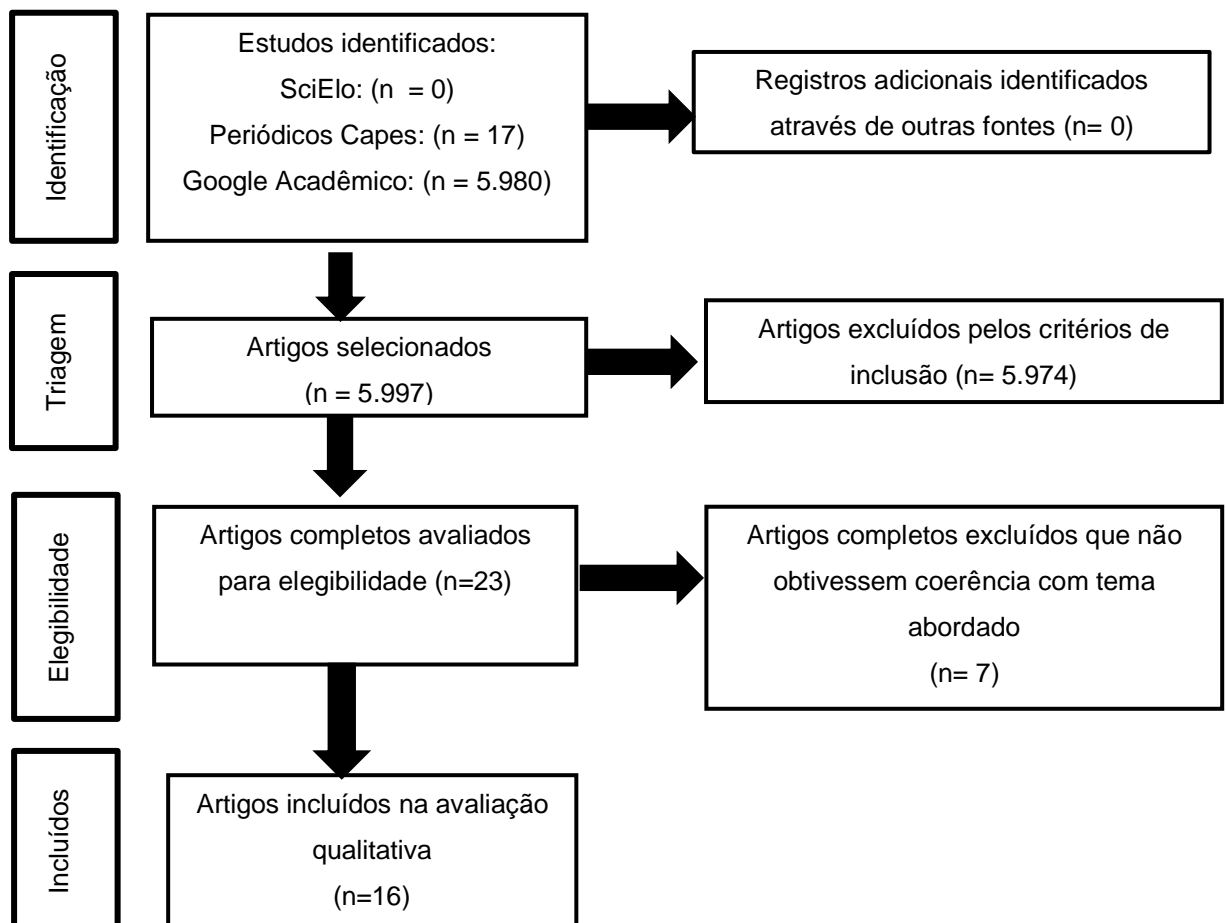 Identificação
Estudos identificados:
SciElo: (n = 0)
Periódicos Capes: (n = 17)
Google Acadêmico: (n = 5.980)
Registros adicionais identificados
através de outras fontes (n= 0)
Triagem
Artigos selecionados
(n = 5.997)
Artigos excluídos pelos critérios de
inclusão (n= 5.974)
Elegibilidade
Artigos completos avaliados
para elegibilidade (n=23)
Artigos completos excluídos que não
obtivessem coerência com tema
abordado
(n= 7)
Incluídos
Artigos incluídos na avaliação
qualitativa
(n=16)